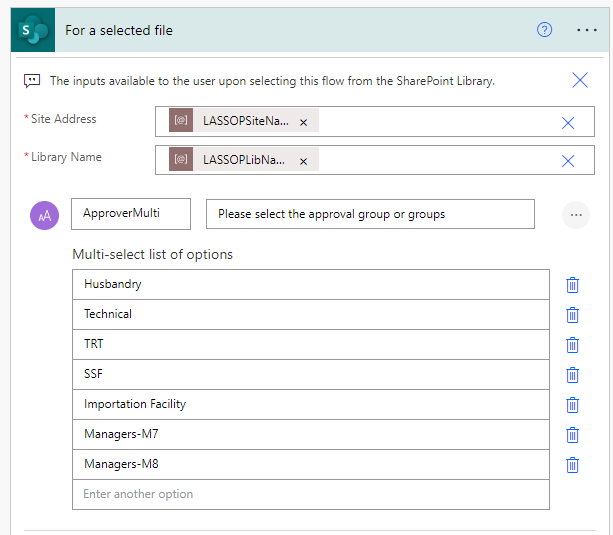 For a selected file
The inputs available to the user upon selecting this flow from the SharePoint Library.
* Site Address
[@] LASSOPSiteNa... ×
* Library Name
[@] LASSOPLibNa... ×
AA ApproverMulti Please select the approval group or groups
Multi-select list of options
Husbandry
Technical
TRT
SSF
Importation Facility
Managers-M7
Managers-M8
Enter another option